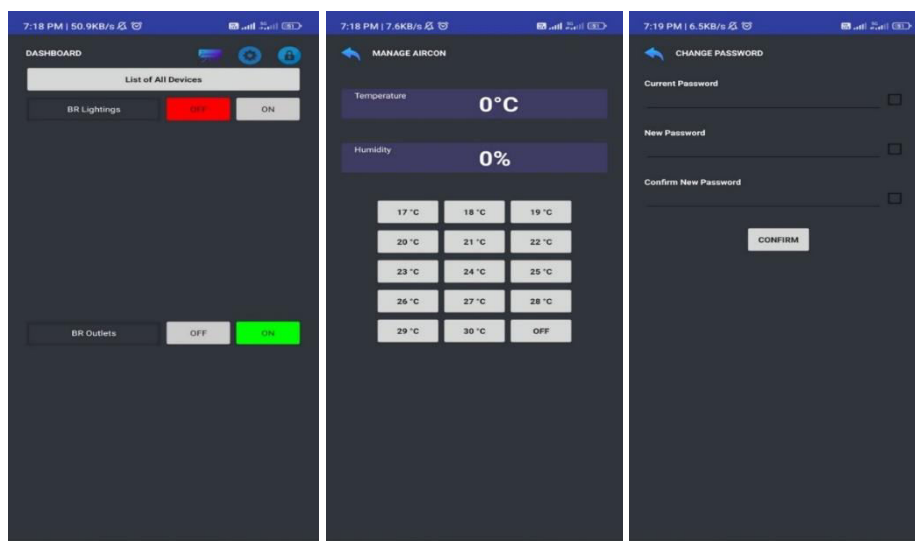 7:18 PM | 50.9KB/s
DASHBOARD
List of All Devices
BR Lightings OFF ON
BR Outlets OFF ON
7:18 PM | 7.6KB/s
MANAGE AIRCON
Temperature
0°C
Humidity
0%
17 °C 18 °C 19 °C
20 °C 21 °C 22 °C
23 °C 24 °C 25 °C
26 °C 27 °C 28 °C
29 °C 30 °C OFF
7:19 PM | 6.5KB/s
CHANGE PASSWORD
Current Password
New Password
Confirm New Password
CONFIRM